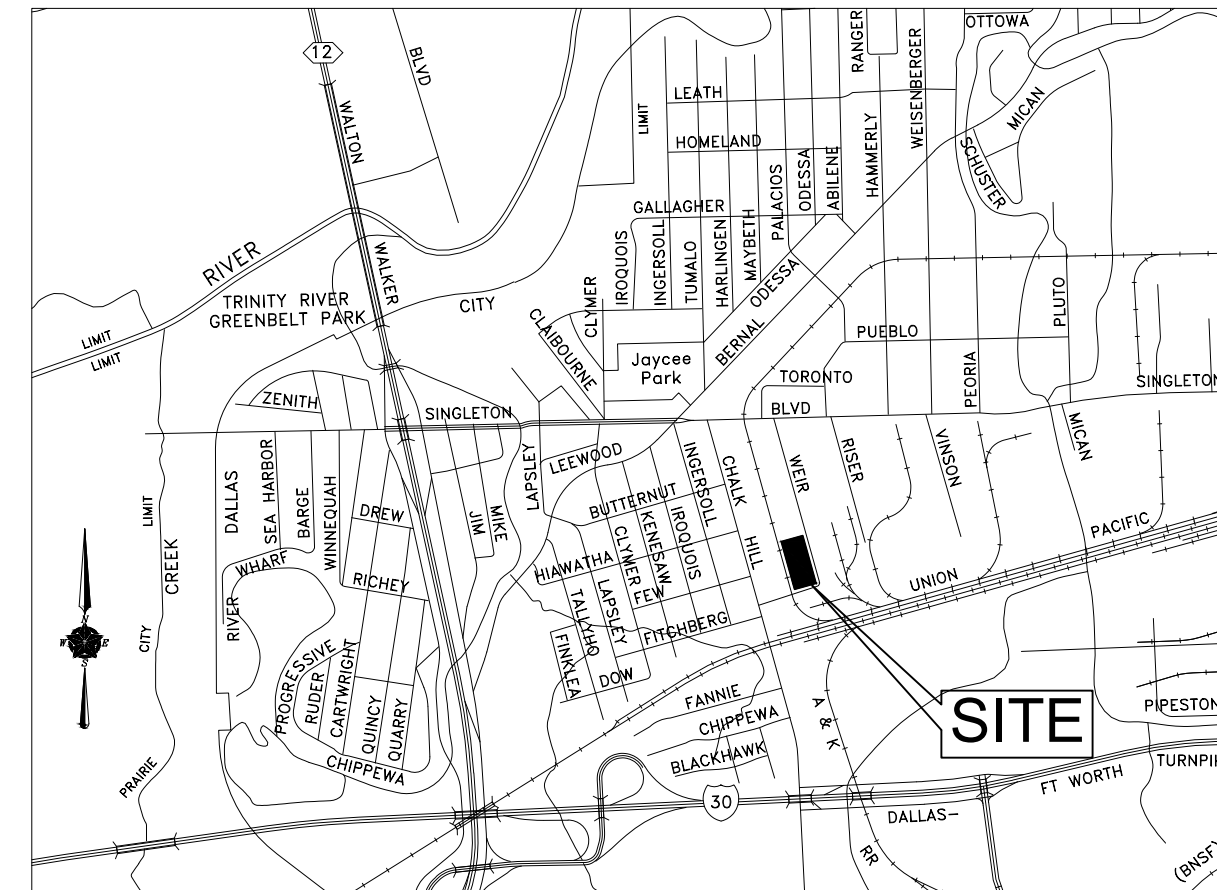 OTTOWA
RANGER
12
BLVD
WEISENBERGER
LEATH
LIMIT
WALTON
MICAN
HOMELAND
HAMMERLY
SCHUSTER
ABILENE
ODESSA
PALACIOS
GALLAGHER
IROQUOIS
INGERSOLL
TUMALO
HARLINGEN
MAYBETH
RIVER
WALKER
ODESSA
CITY
CLYMER
PLUTO
TRINITY RIVER
GREENBELT PARK
CLAIBOURNE
BERNAL
LIMIT
LIMIT
PUEBLO
Jaycee
Park
TORONTO
PEORIA
SINGLETON
ZENITH
SINGLETON
BLVD
MICAN
DALLAS
SEA HARBOR
LAPSLEY
LEEWOOD
INGERSOLL
CHALK
WEIR
RISER
VINSON
LIMIT
BARGE
WINNEQUAH
DREW
JIM
MIKE
BUTTERNUT
CLYMER
KENESAW
IROQUOIS
PACIFIC
CREEK
WHARF
HIAWATHA
HILL
RICHEY
FEW
UNION
RIVER
TALLYHO
LAPSLEY
FITCHBERG
N
W E
S
CITY
PROGRESSIVE
RUDER
CARTWRIGHT
FINKLEA
DOW
QUINCY
QUARRY
FANNIE
A & K
SITE
PIPESTON
CHIPPEWA
CHIPPEWA
BLACKHAWK
PRAIRIE
TURNPIK
FT WORTH
30
DALLAS-
RR
(BNSF)